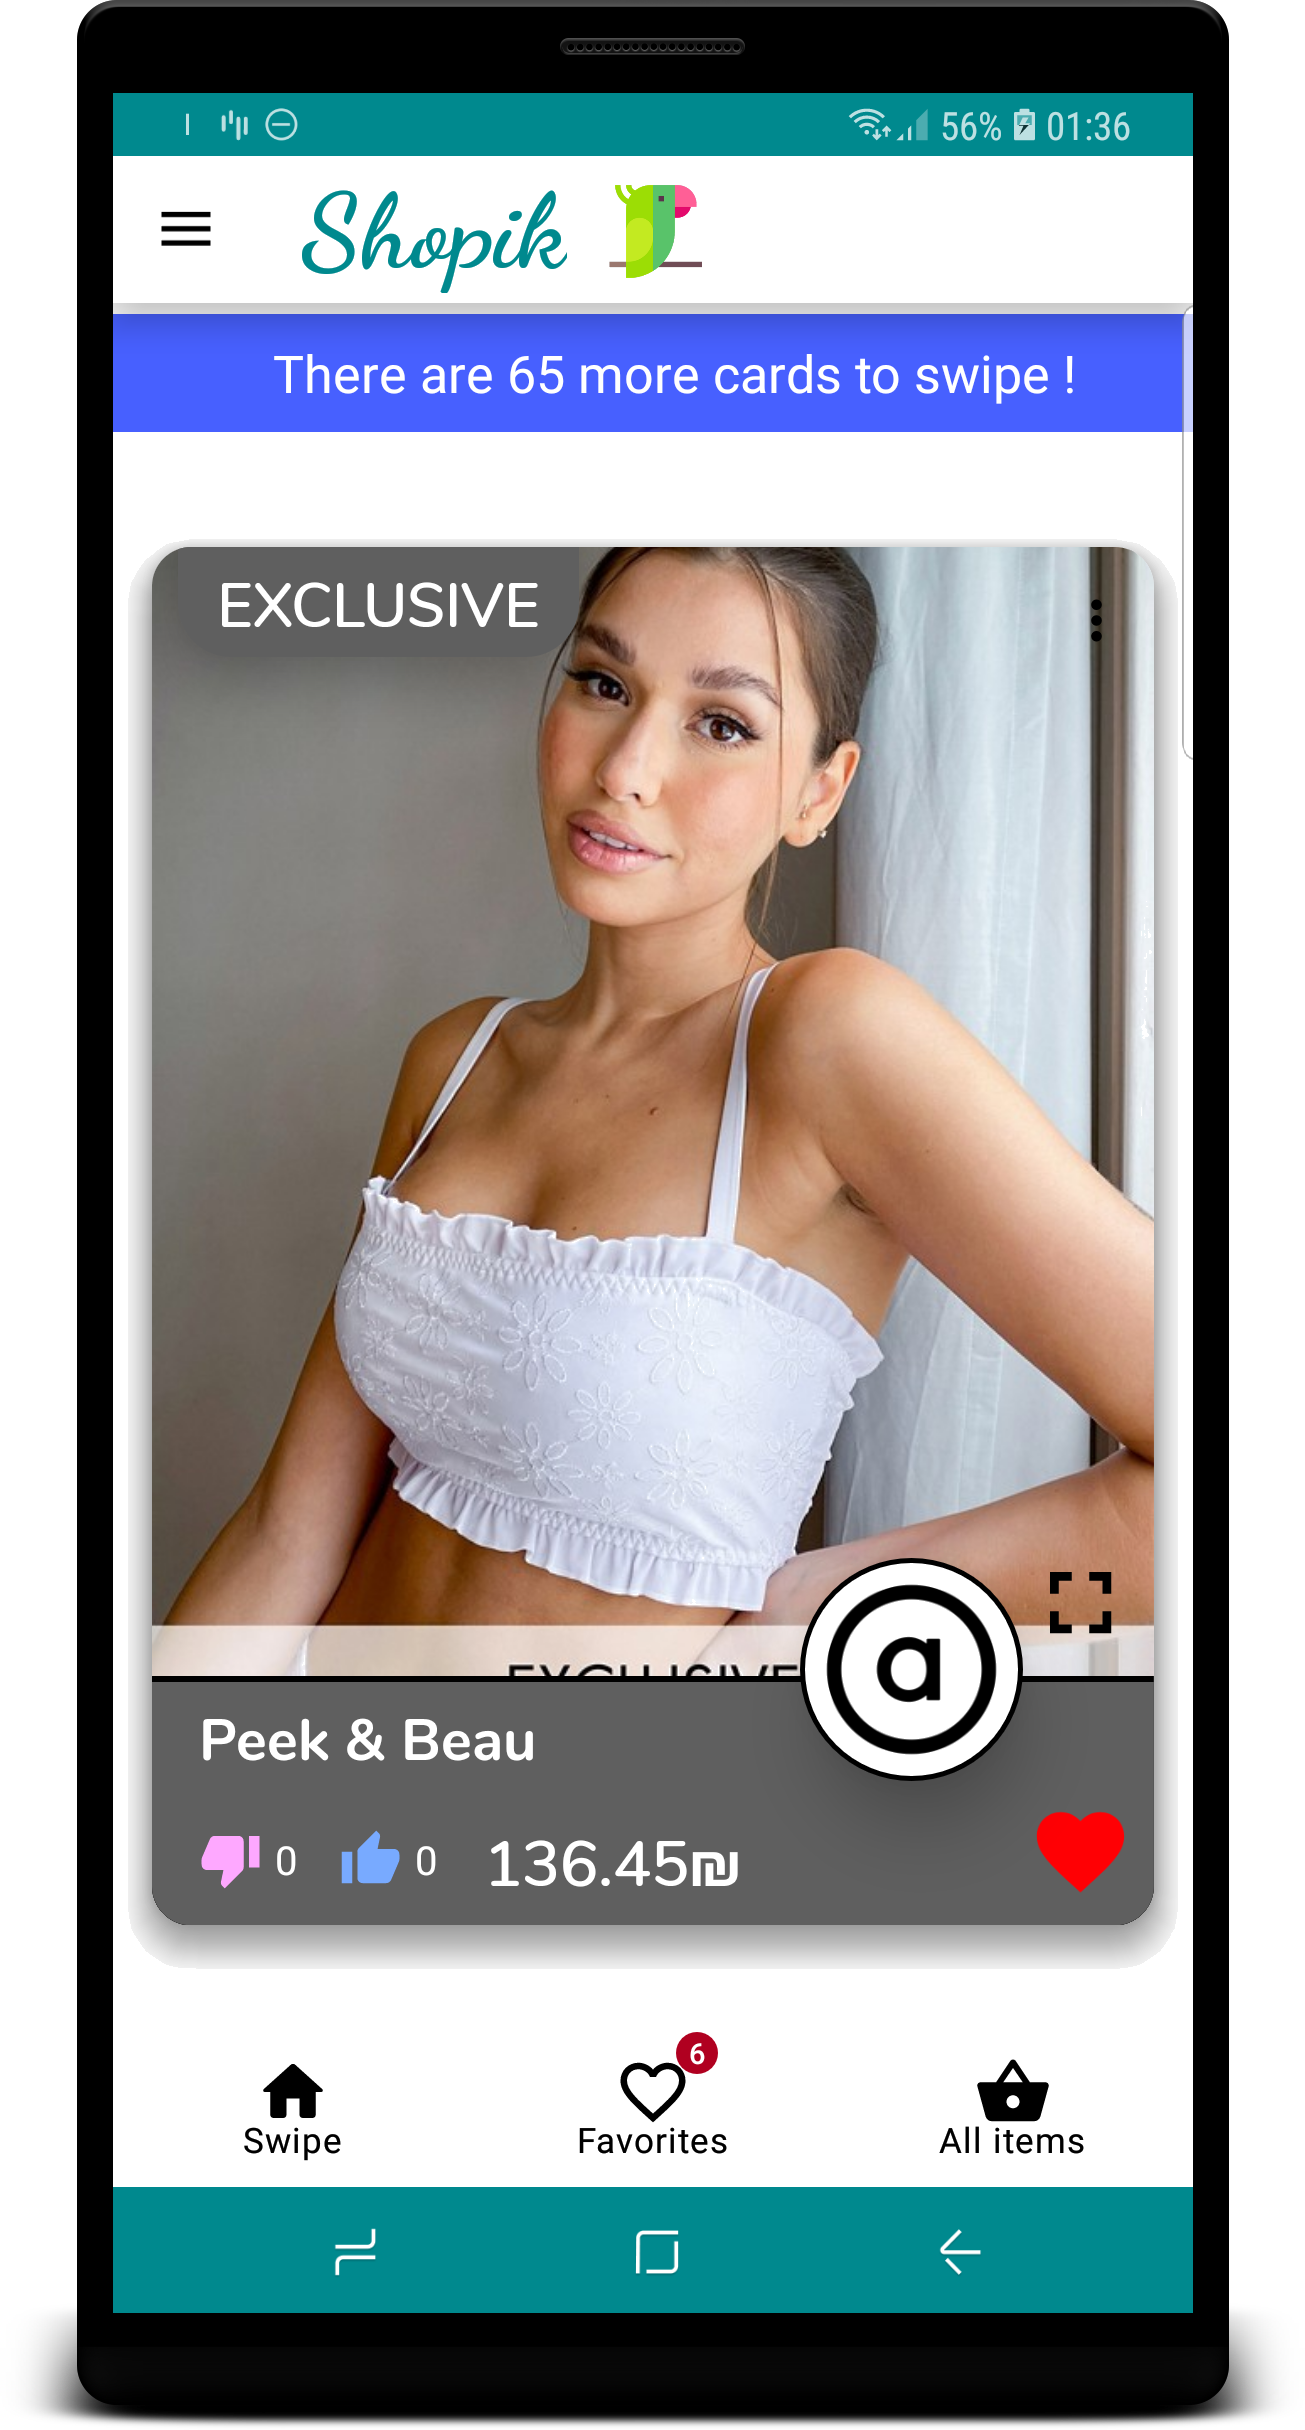 56% 01:36
Shopik
There are 65 more cards to swipe !
EXCLUSIVE
EXCLUSIVE
a
Peek & Beau
0 0 136.45₪
6
Swipe Favorites All items